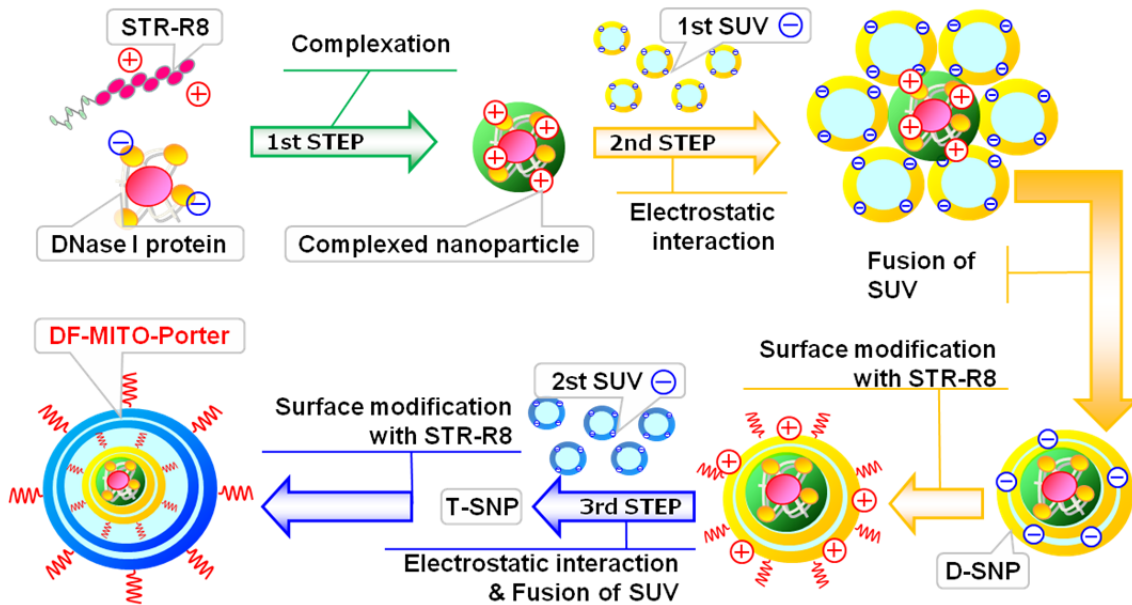 STR-R8
Complexation
1st SUV ⊖
1st STEP
2nd STEP
DNase I protein
Complexed nanoparticle
Electrostatic
interaction
Fusion of
SUV
DF-MITO-Porter
Surface modification
with STR-R8
2st SUV ⊖
Surface modification
with STR-R8
T-SNP
3rd STEP
Electrostatic interaction
& Fusion of SUV
D-SNP